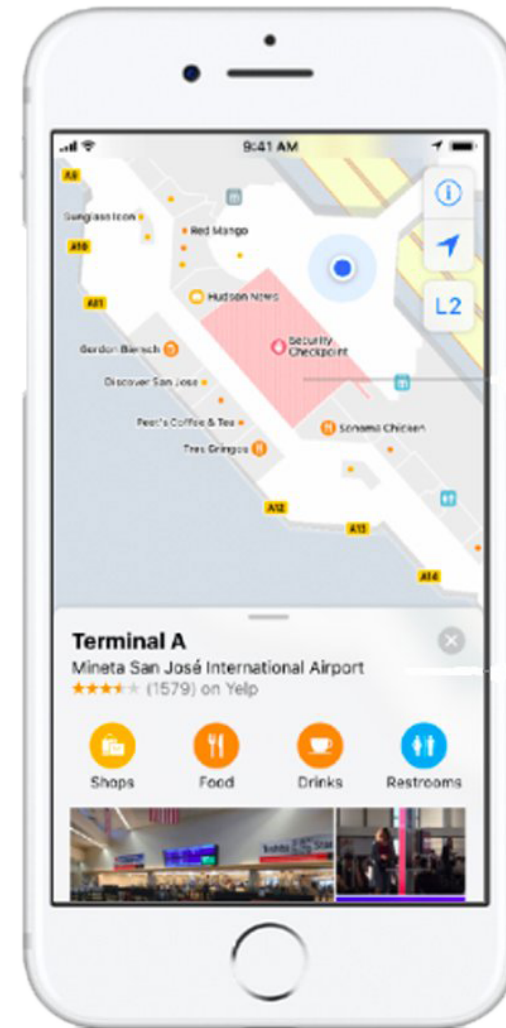 9:41 AM
A9
Sunglass Icon
Red Mango
A10
Hudson News
A11
L2
Security
Checkpoint
Gordon Biersch
Discover San Jose
Peet's Coffee & Tea
Sonoma Chicken
Tres Gringos
A12
A13
A14
Terminal A
Mineta San José International Airport
(1579) on Yelp
Shops
Food
Drinks
Restrooms